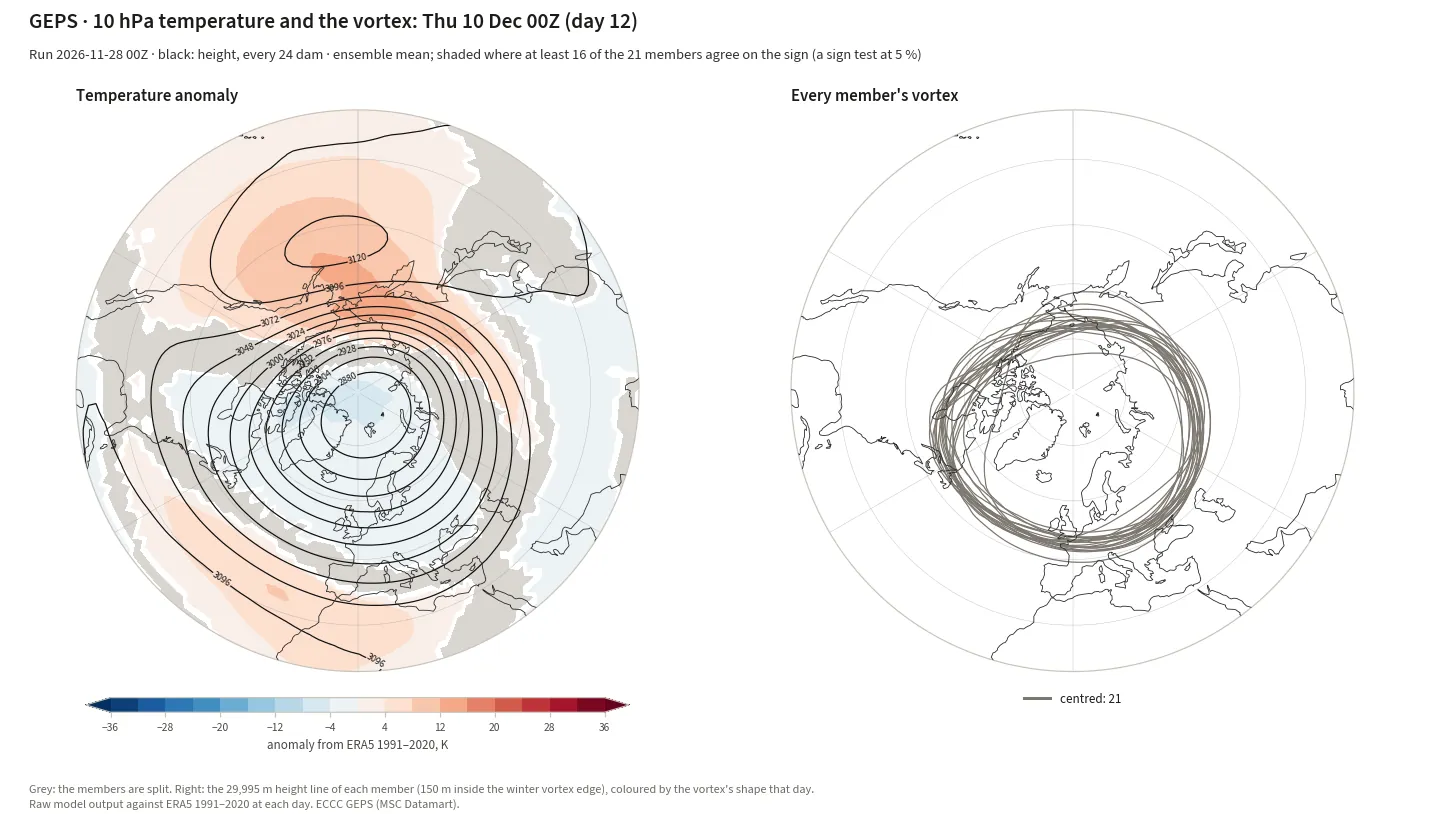 GEPS · 10 hPa temperature and the vortex: Thu 10 Dec 00Z (day 12)
Run 2026-11-28 00Z · black: height, every 24 dam · ensemble mean; shaded where at least 16 of the 21 members agree on the sign (a sign test at 5 %)
Temperature anomaly
Every member's vortex
3120
3096
3072
3024
2976
3048
2928
3000
2880
3096
3096
−36
−28
−20
−12
−4
4
12
20
28
36
anomaly from ERA5 1991–2020, K
centred: 21
Grey: the members are split. Right: the 29,995 m height line of each member (150 m inside the winter vortex edge), coloured by the vortex's shape that day.
Raw model output against ERA5 1991–2020 at each day. ECCC GEPS (MSC Datamart).